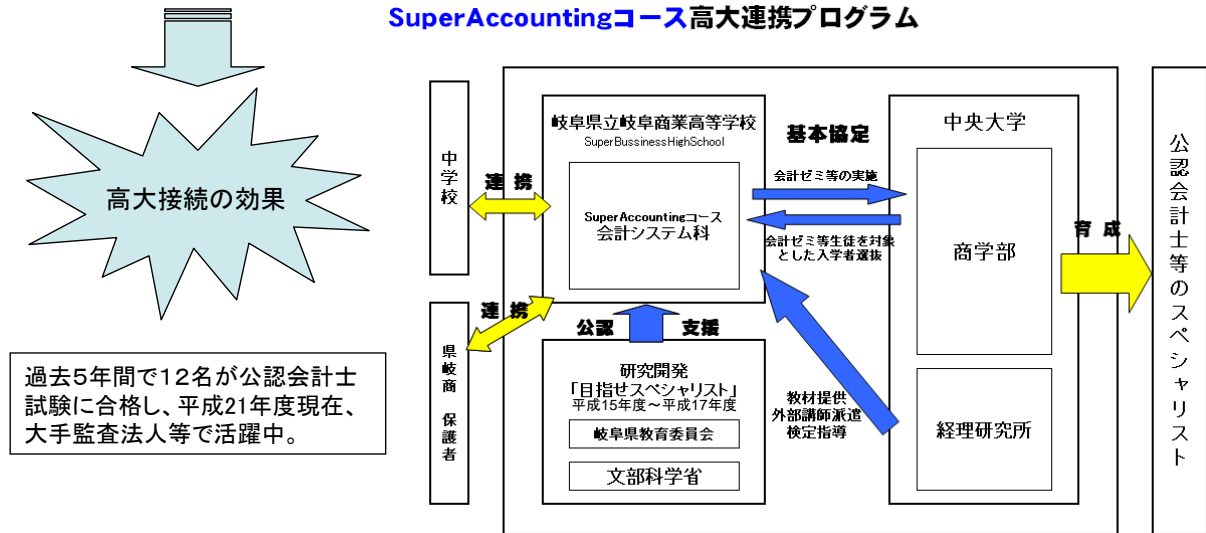 SuperAccountingコース高大連携プログラム
高大接続の効果
過去5年間で12名が公認会計士
試験に合格し、平成21年度現在、
大手監査法人等で活躍中。
中学校
連携
県岐商 保護者
連携
岐阜県立岐阜商業高等学校
SuperBussinessHighSchool
SuperAccountingコース
会計システム科
公認 支援
研究開発
「目指せスペシャリスト」
平成15年度～平成17年度
岐阜県教育委員会
文部科学省
基本協定
会計ゼミ等の実施
会計ゼミ等生徒を対象
とした入学者選抜
教材提供
外部講師派遣
検定指導
中央大学
商学部
経理研究所
育成
公認会計士等のスペシャリスト